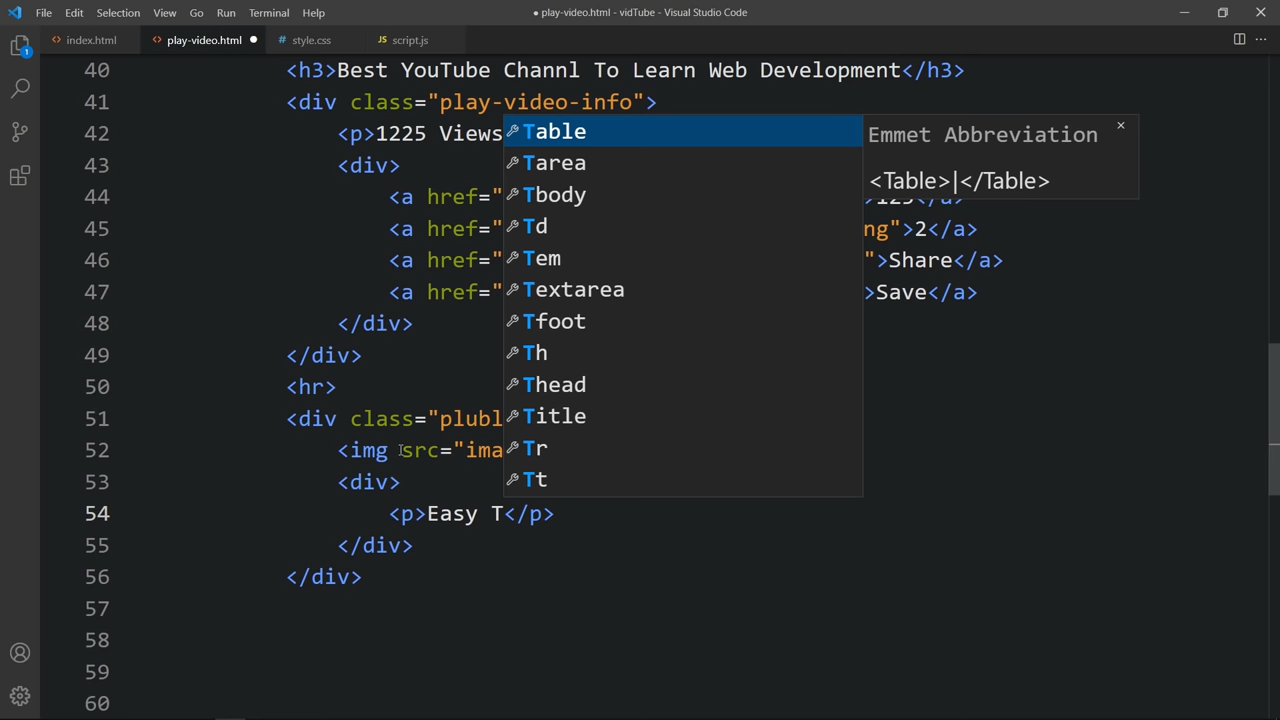 File Edit Selection View Go Run Terminal Help
● play-video.html - vidTube - Visual Studio Code
index.html
play-video.html
style.css
JS script.js
1
40 <h3>Best YouTube Channl To Learn Web Development</h3>
41 <div class="play-video-info">
42 <p>1225 Views
43 <div>
44 <a href=" </a>
45 <a href=" ng">2</a>
46 <a href=" ">Share</a>
47 <a href=" >Save</a>
48 </div>
49 </div>
50 <hr>
51 <div class="plubl
52 <img src="ima
53 <div>
54 <p>Easy T</p>
55 </div>
56 </div>
57
58
59
60
Table
Tarea
Tbody
Td
Tem
Textarea
Tfoot
Th
Thead
Title
Tr
Tt
Emmet Abbreviation
<Table>|</Table>